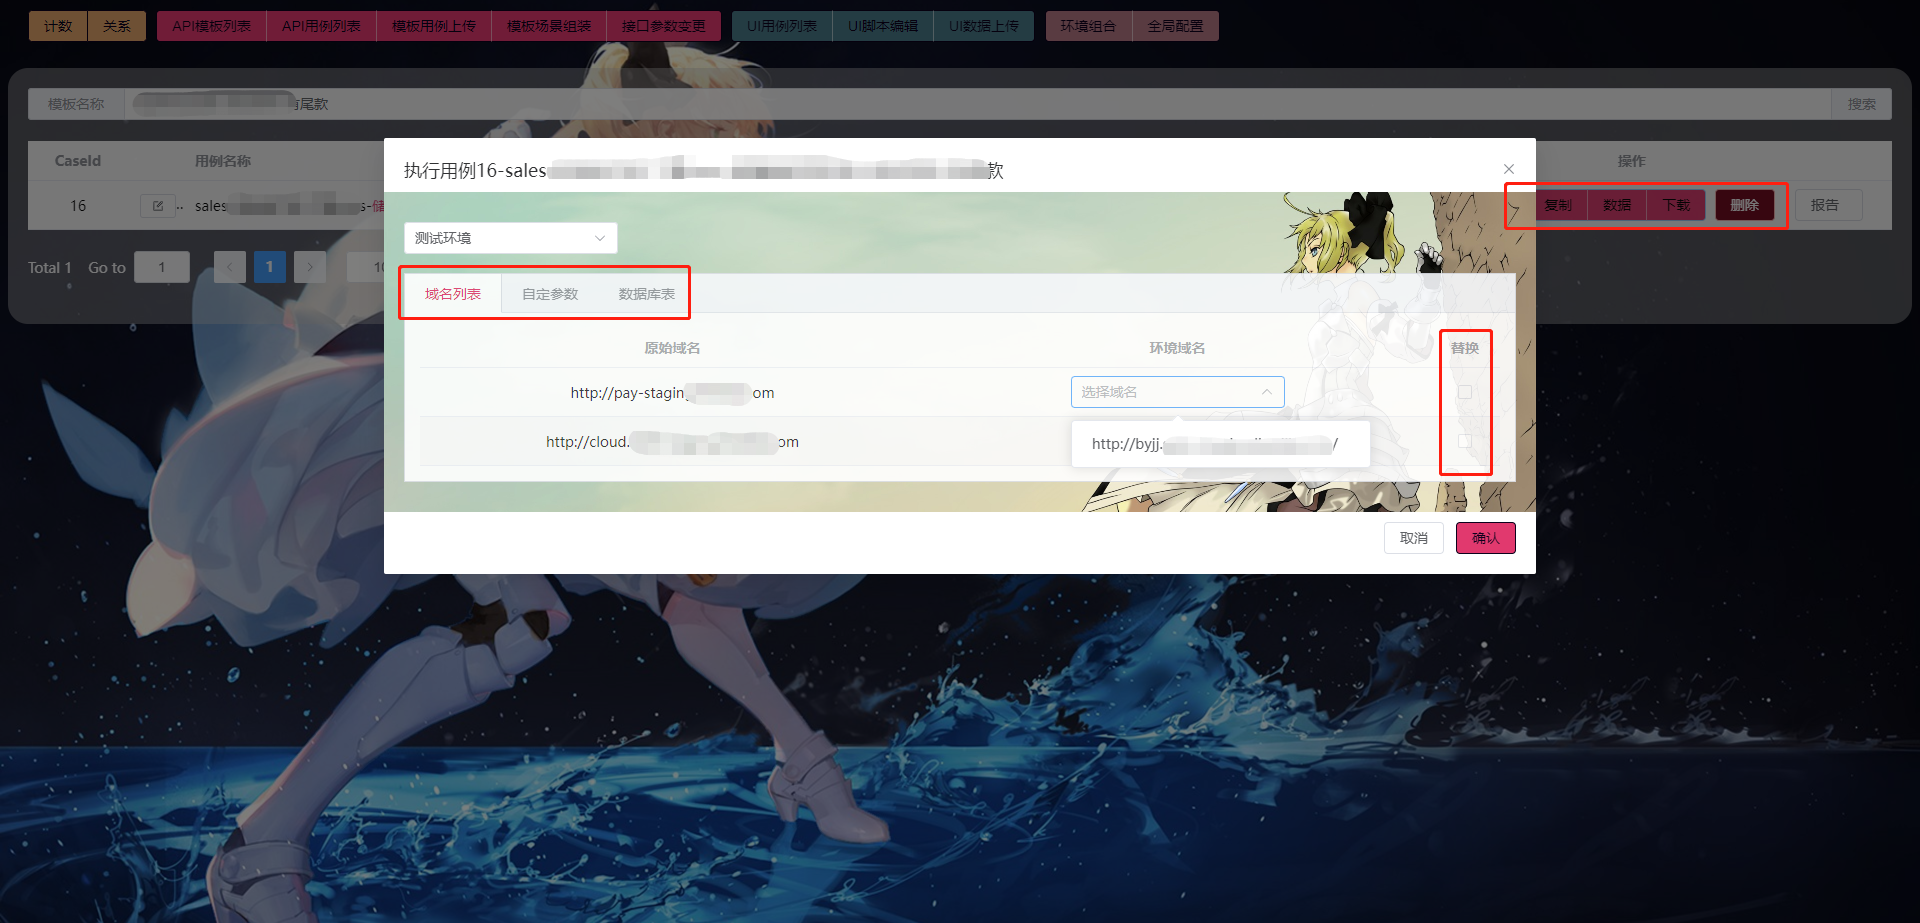 计数 关系 API模板列表 API用例列表 模板用例上传 模板场景组装 接口参数变更 UI用例列表 UI脚本编辑 UI数据上传 环境组合 全局配置
模板名称 尾款 搜索
CaseId 用例名称 操作
16 .. sales s-储 复制 数据 下载 删除 报告
Total 1 Go to 1 < 1 > 10
执行用例16-sales 款 ×
测试环境
域名列表 自定参数 数据库表
原始域名 环境域名 替换
http://pay-staging om 选择域名
http://cloud. om
http://byjj. /
取消 确认